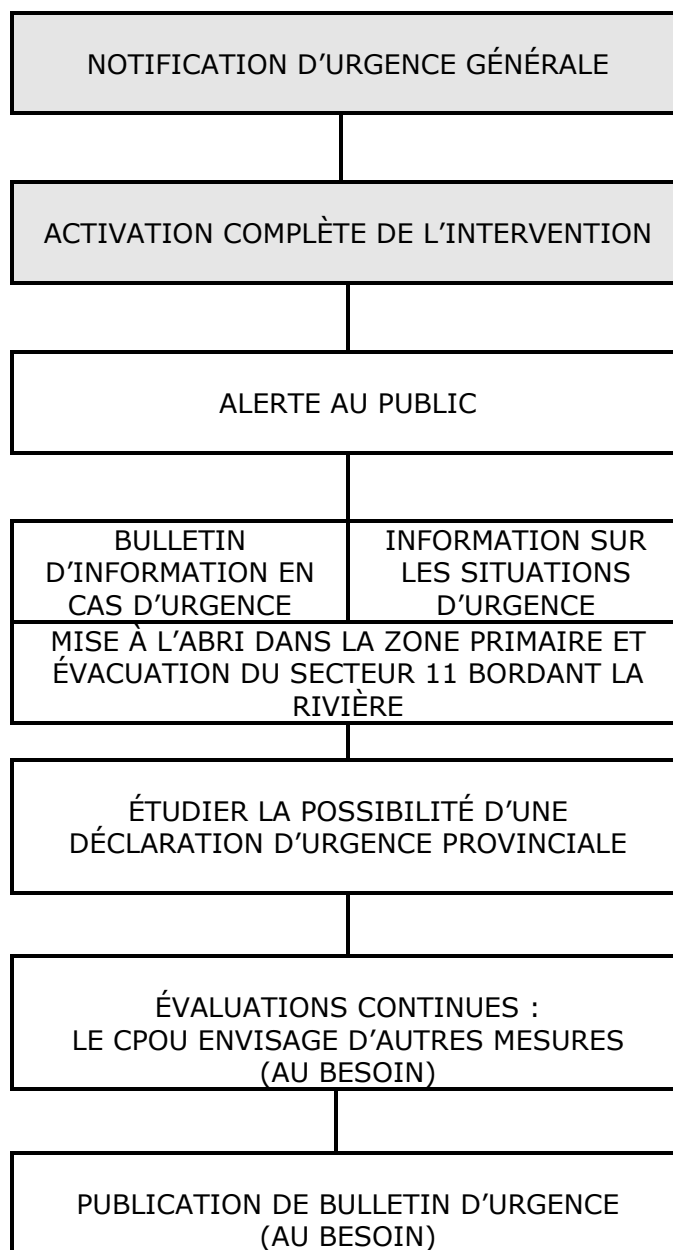 NOTIFICATION D’URGENCE GÉNÉRALE
ACTIVATION COMPLÈTE DE L’INTERVENTION
ALERTE AU PUBLIC
BULLETIN
D’INFORMATION EN
CAS D’URGENCE
INFORMATION SUR
LES SITUATIONS
D’URGENCE
MISE À L’ABRI DANS LA ZONE PRIMAIRE ET
ÉVACUATION DU SECTEUR 11 BORDANT LA
RIVIÈRE
ÉTUDIER LA POSSIBILITÉ D’UNE
DÉCLARATION D’URGENCE PROVINCIALE
ÉVALUATIONS CONTINUES :
LE CPOU ENVISAGE D’AUTRES MESURES
(AU BESOIN)
PUBLICATION DE BULLETIN D’URGENCE
(AU BESOIN)